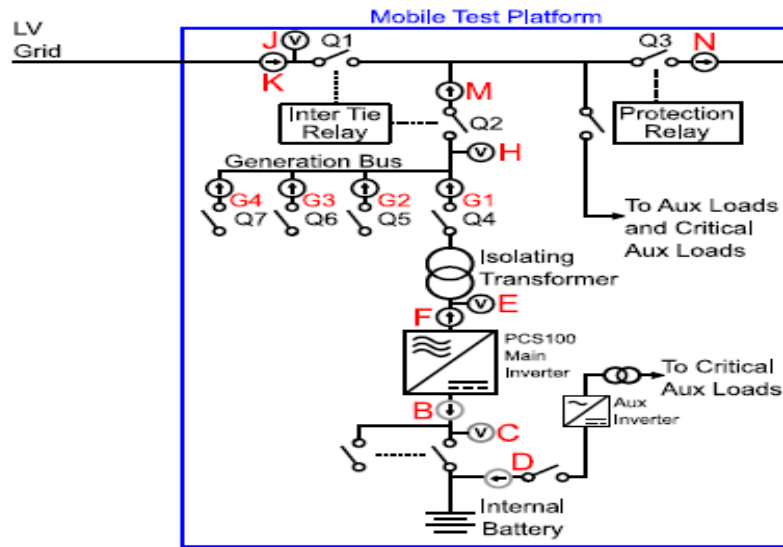 Mobile Test Platform
LV
Grid
J
V
Q1
Q3
N
K
M
Inter Tie
Relay
Q2
Protection
Relay
V
H
Generation Bus
G4
G3
G2
G1
Q7
Q6
Q5
Q4
To Aux Loads
and Critical
Aux Loads
Isolating
Transformer
V
E
F
PCS100
Main
Inverter
To Critical
Aux Loads
B
Aux
Inverter
V
C
D
Internal
Battery